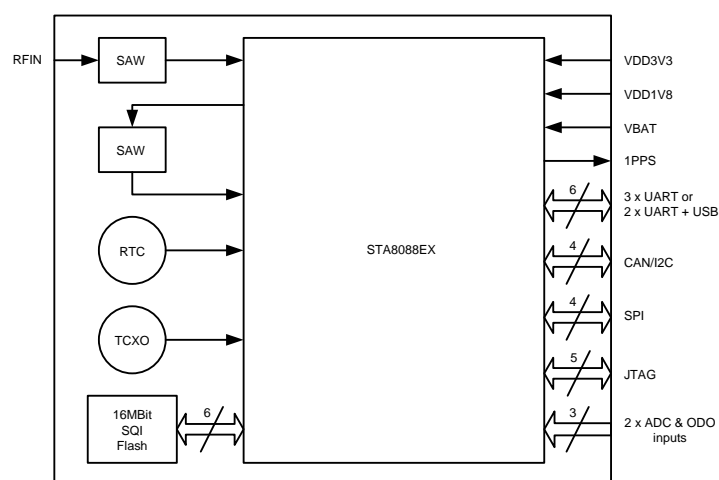 RFIN
SAW
SAW
RTC
TCXO
16MBit
SQI
Flash
6
STA8088EX
VDD3V3
VDD1V8
VBAT
1PPS
6
3 x UART or
2 x UART + USB
4
CAN/I2C
4
SPI
5
JTAG
3
2 x ADC & ODO
inputs